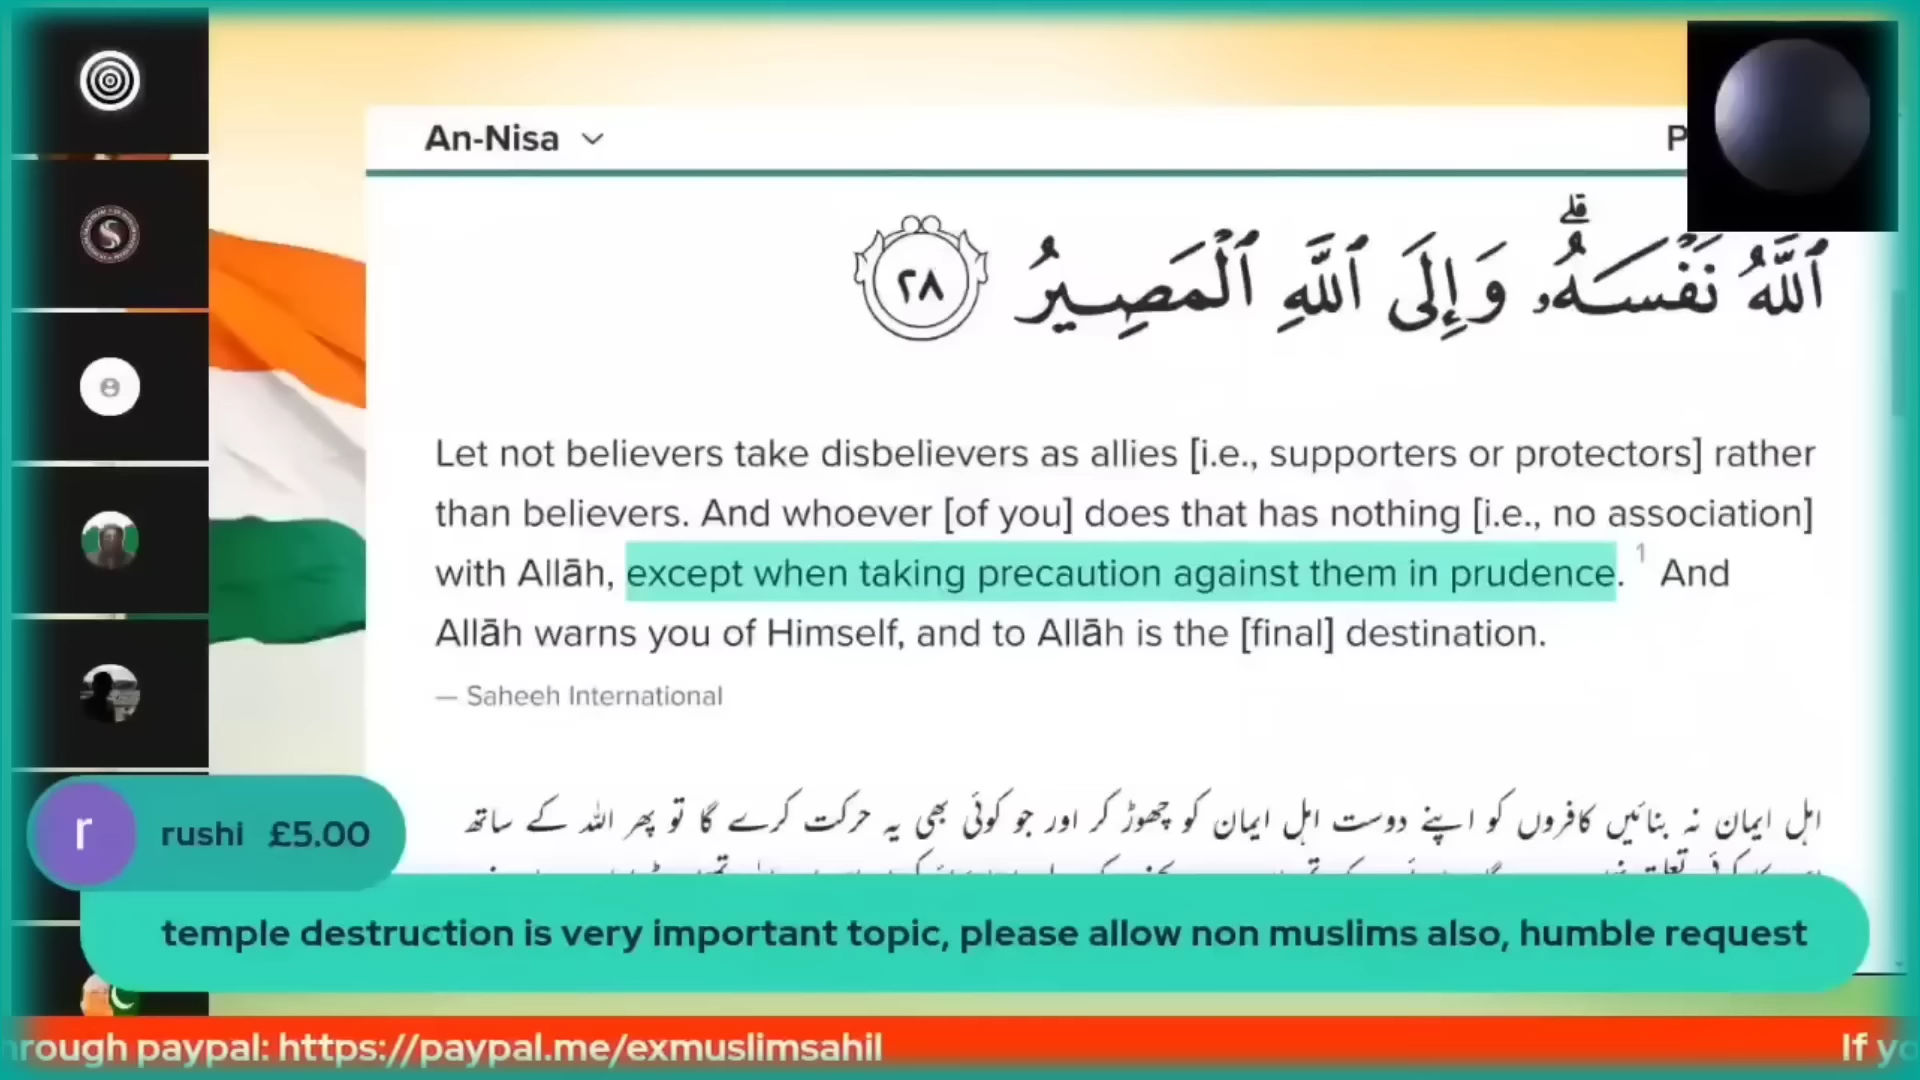 An-Nisa
P
ٱللَّهُ نَفْسَهُۥۗ وَإِلَى ٱللَّهِ ٱلْمَصِيرُ ٢٨
Let not believers take disbelievers as allies [i.e., supporters or protectors] rather
than believers. And whoever [of you] does that has nothing [i.e., no association]
with Allāh, except when taking precaution against them in prudence. 1 And
Allāh warns you of Himself, and to Allāh is the [final] destination.
— Saheeh International
اہل ایمان نہ بنائیں کافروں کو اپنے دوست اہل ایمان کو چھوڑ کر اور جو کوئی بھی یہ حرکت کرے گا تو پھر اللہ کے ساتھ
r rushi £5.00
temple destruction is very important topic, please allow non muslims also, humble request
rough paypal: https://paypal.me/exmuslimsahil If yo